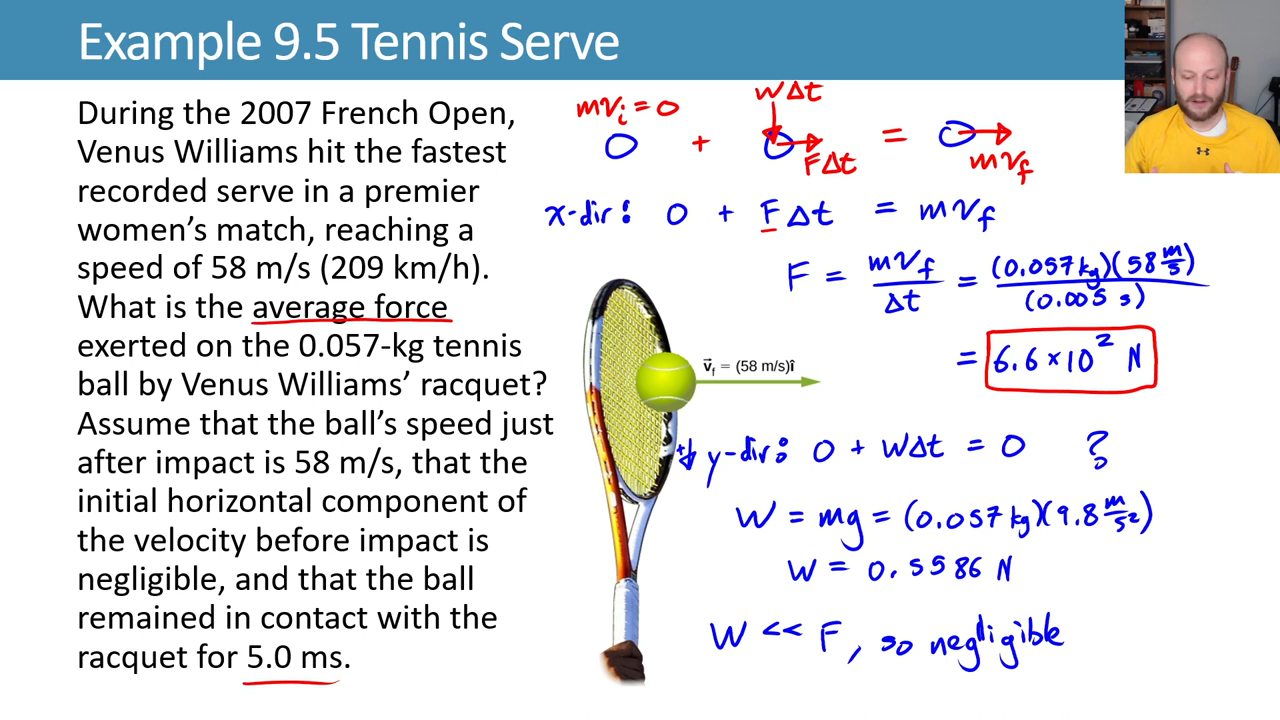 Example 9.5 Tennis Serve
During the 2007 French Open,
Venus Williams hit the fastest
recorded serve in a premier
women's match, reaching a
speed of 58 m/s (209 km/h).
What is the average force
exerted on the 0.057-kg tennis
ball by Venus Williams' racquet?
Assume that the ball's speed just
after impact is 58 m/s, that the
initial horizontal component of
the velocity before impact is
negligible, and that the ball
remained in contact with the
racquet for 5.0 ms.
mvᵢ = 0
wΔt
+ =
FΔt
mv_f
x-dir: 0 + FΔt = mv_f
F = mv_f / Δt = (0.057 kg)(58 m/s) / (0.005 s)
= 6.6 × 10² N
v⃗_f = (58 m/s)î
+↓ y-dir: 0 + wΔt = 0 ?
W = mg = (0.057 kg)(9.8 m/s²)
W = 0.5586 N
W << F, so negligible